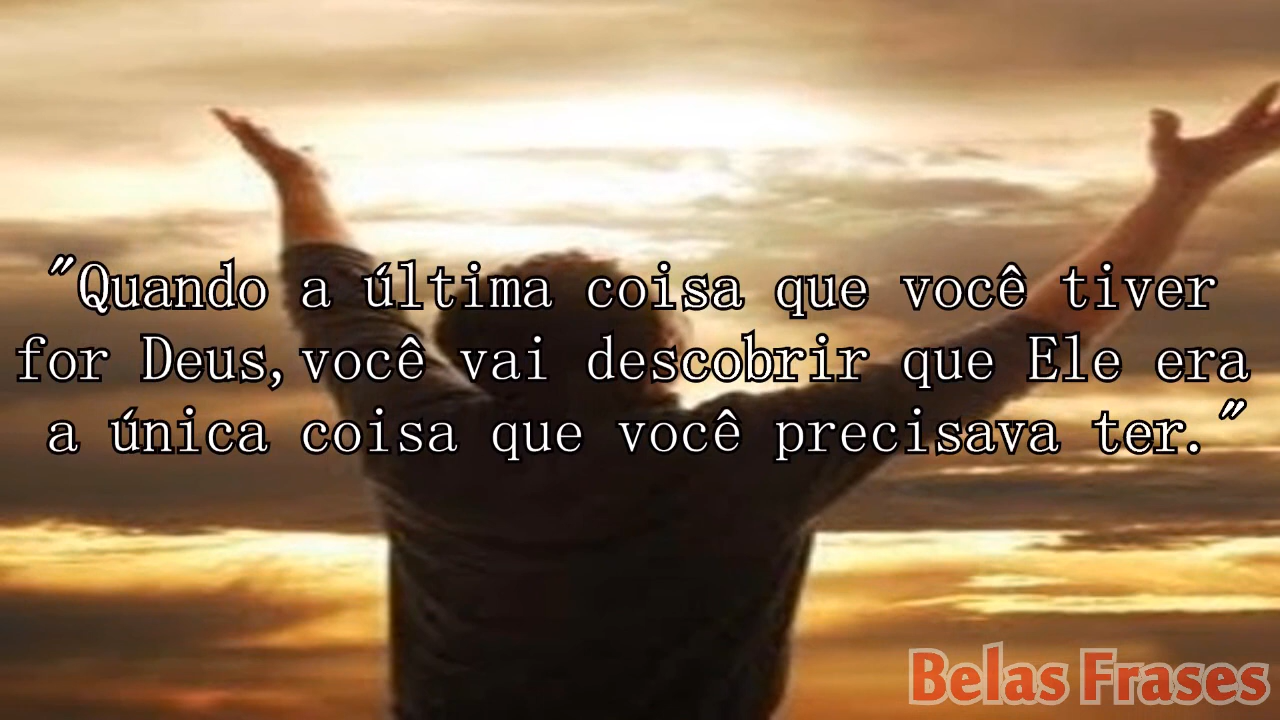 "Quando a última coisa que você tiver
for Deus,você vai descobrir que Ele era
a única coisa que você precisava ter."
Belas Frases